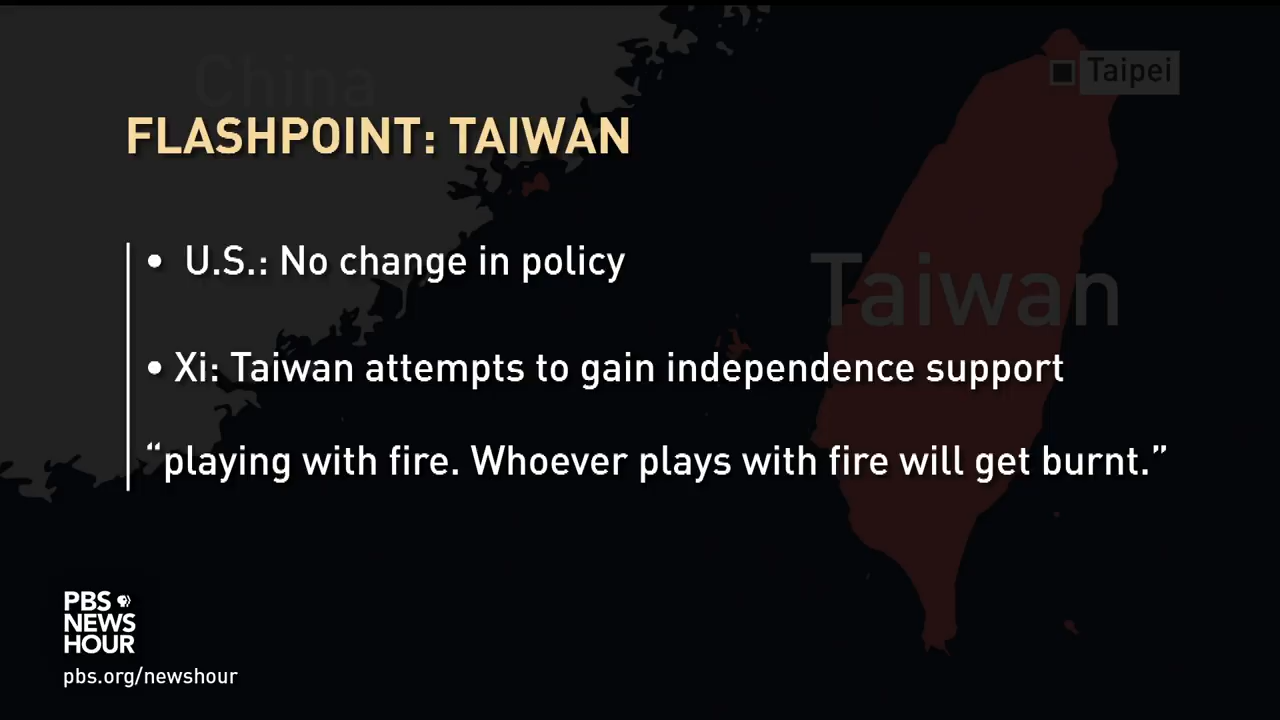 China
Taipei
FLASHPOINT: TAIWAN
• U.S.: No change in policy
Taiwan
• Xi: Taiwan attempts to gain independence support
“playing with fire. Whoever plays with fire will get burnt.”
PBS
NEWS
HOUR
pbs.org/newshour